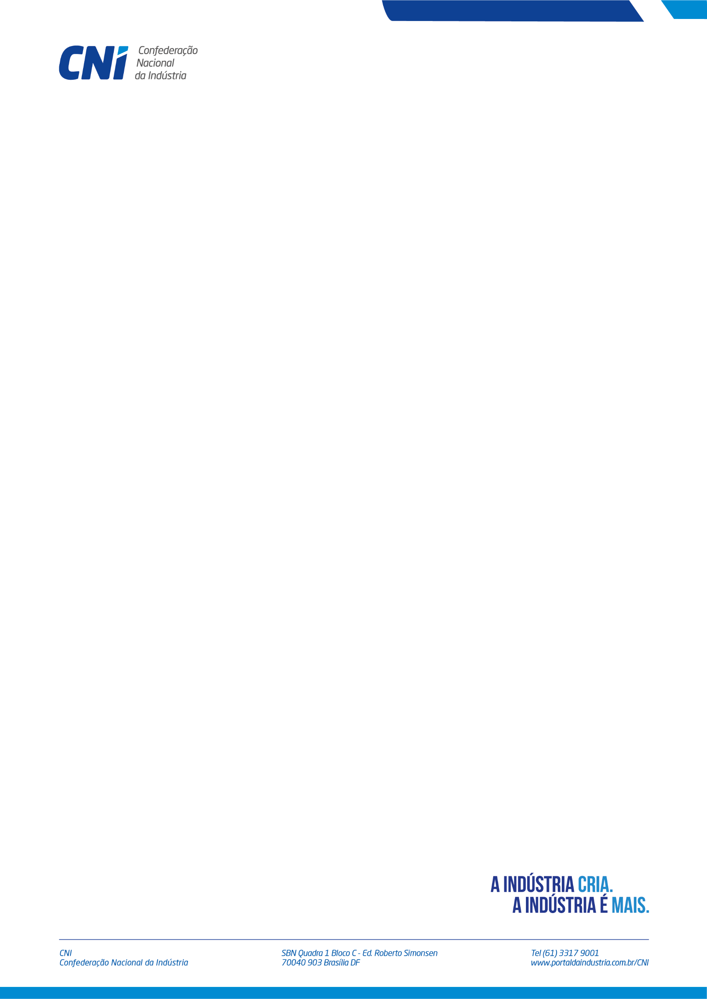 CNI
Confederação
Nacional
da Indústria
A INDÚSTRIA CRIA.
A INDÚSTRIA É MAIS.
CNI
Confederação Nacional da Indústria
SBN Quadra 1 Bloco C - Ed. Roberto Simonsen
70040 903 Brasília DF
Tel (61) 3317 9001
www.portaldaindustria.com.br/CNI